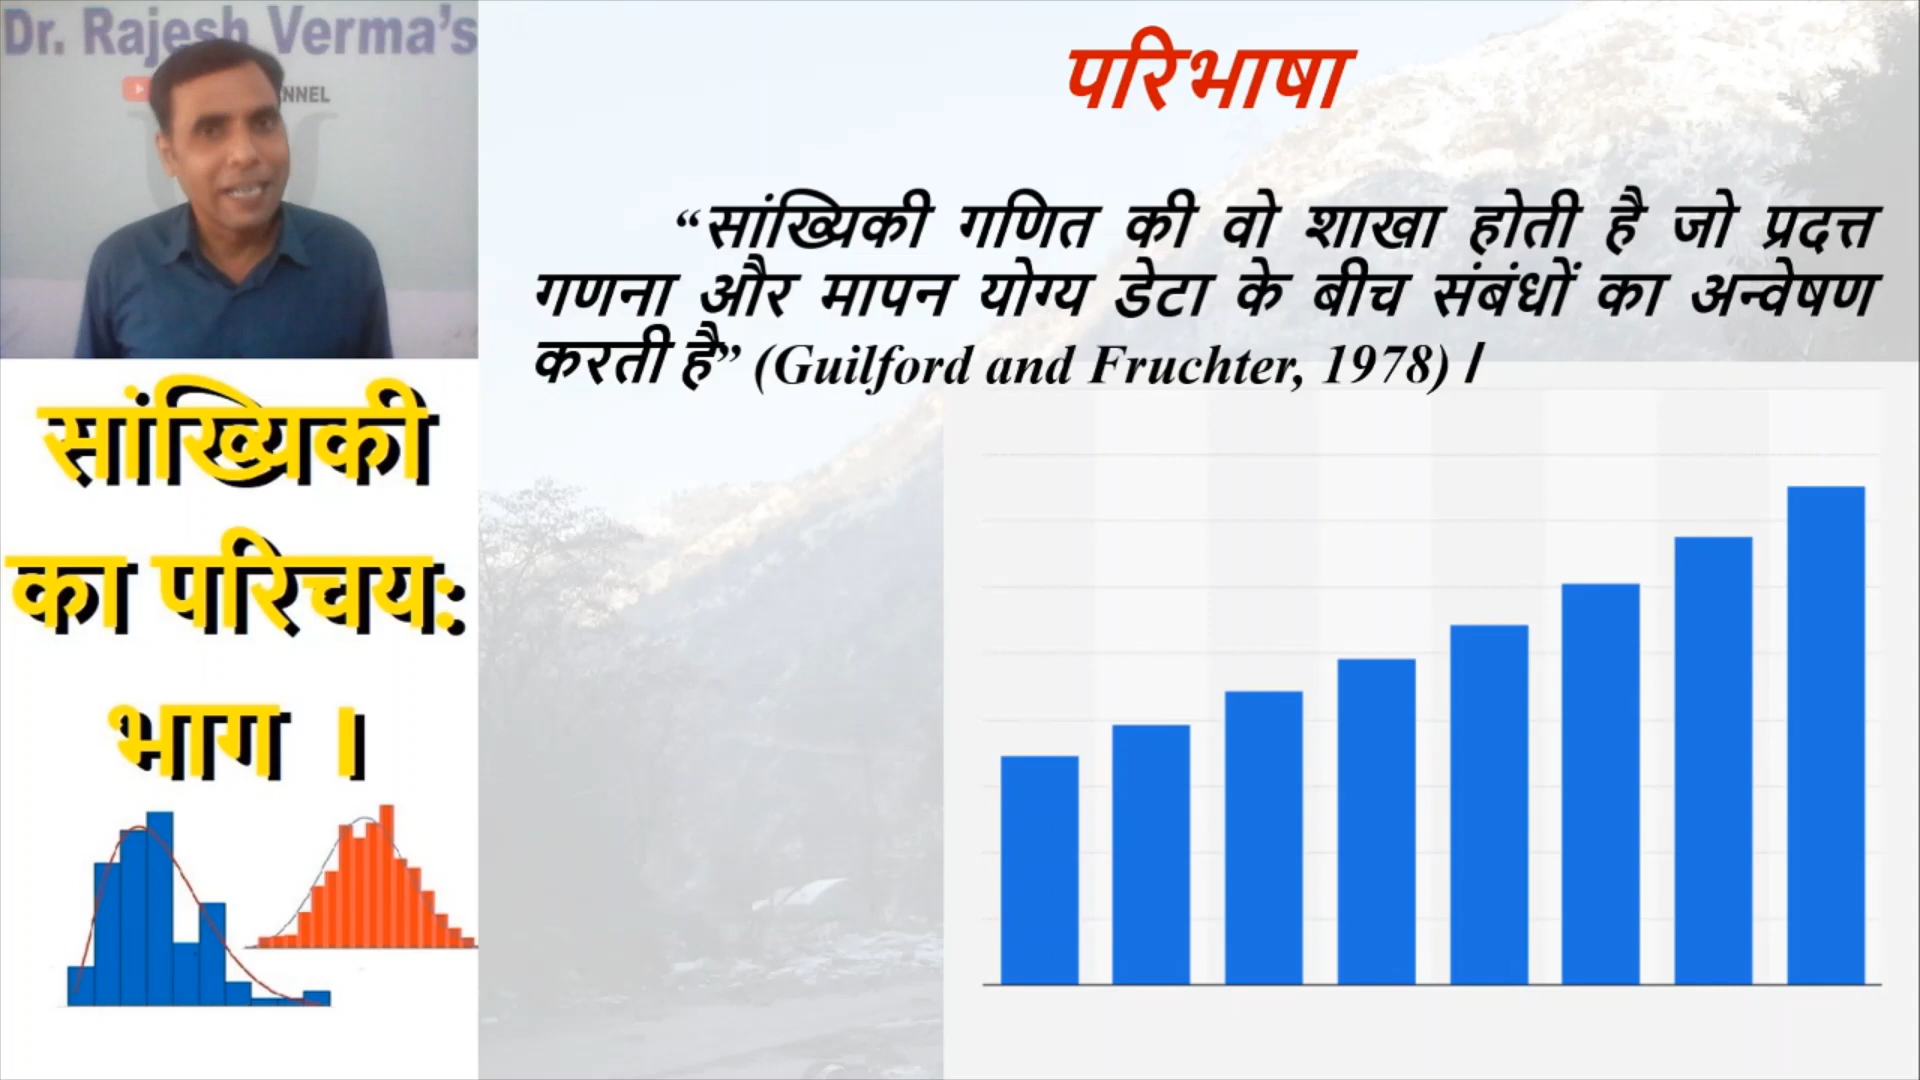 Dr. Rajesh Verma's
NNEL
परिभाषा
“सांख्यिकी गणित की वो शाखा होती है जो प्रदत्त
गणना और मापन योग्य डेटा के बीच संबंधों का अन्वेषण
करती है” (Guilford and Fruchter, 1978) ।
सांख्यिकी
का परिचय:
भाग ।